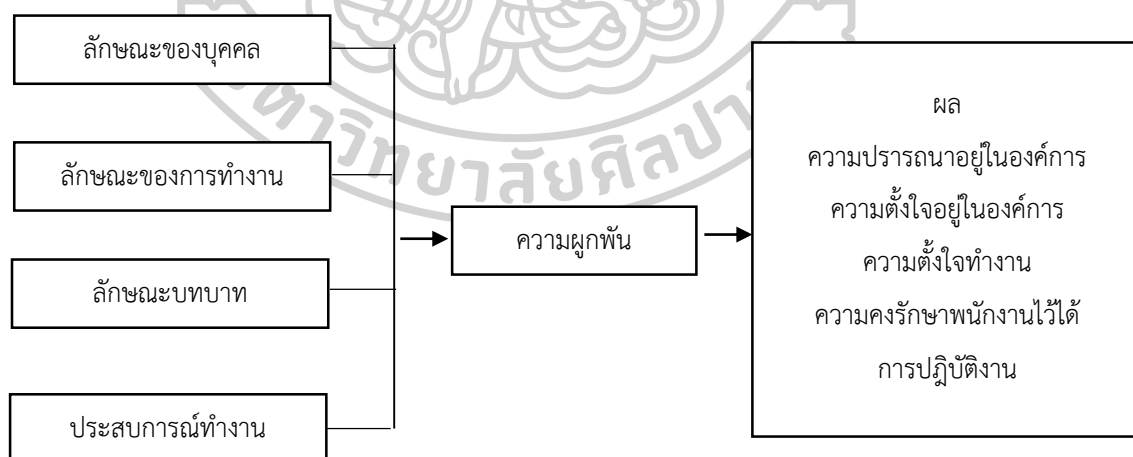 ลักษณะของบุคคล
ลักษณะของการทำงาน
ลักษณะบทบาท
ประสบการณ์ทำงาน
ความผูกพัน
ผล
ความปรารถนาอยู่ในองค์การ
ความตั้งใจอยู่ในองค์การ
ความตั้งใจทำงาน
ความคงรักษาพนักงานไว้ได้
การปฎิบัติงาน